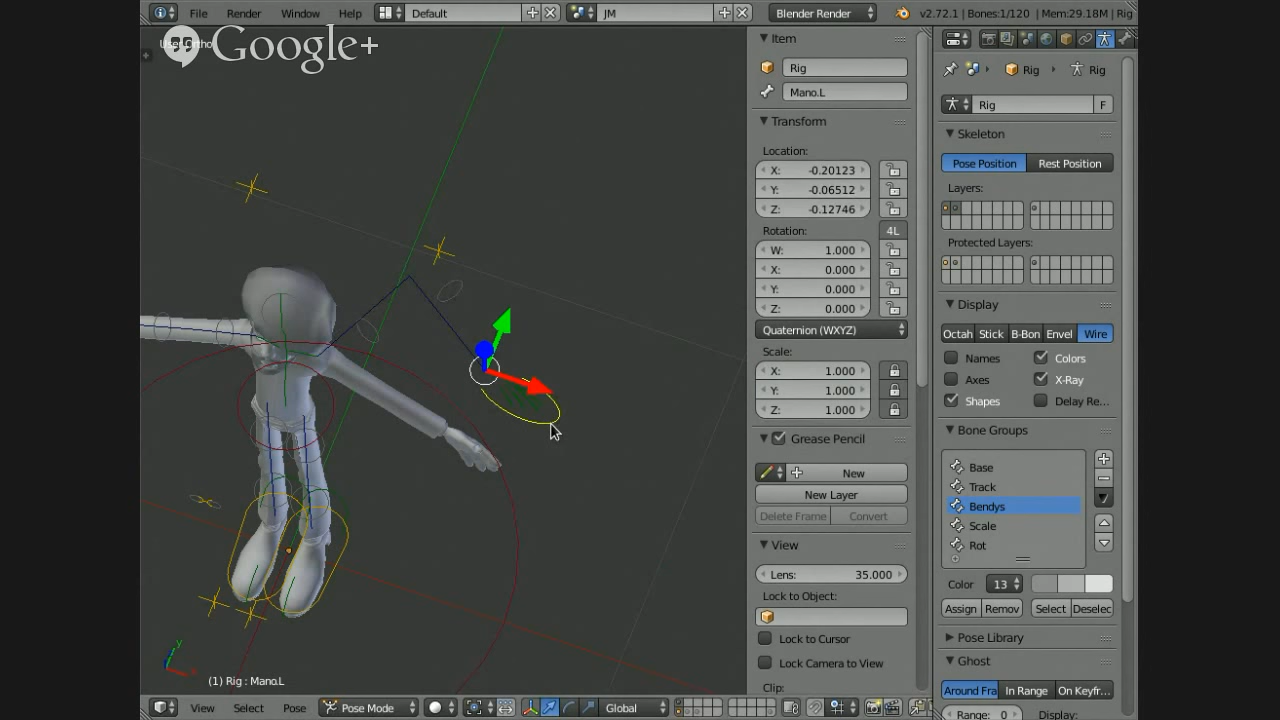 File Render Window Help Default JM Blender Render v2.72.1 | Bones:1/120 | Mem:29.18M | Rig
Google+
Item
Rig
Mano.L
Transform
Location:
X: -0.20123
Y: -0.06512
Z: -0.12746
Rotation: 4L
W: 1.000
X: 0.000
Y: 0.000
Z: 0.000
Quaternion (WXYZ)
Scale:
X: 1.000
Y: 1.000
Z: 1.000
Grease Pencil
New
New Layer
Delete Frame Convert
View
Lens: 35.000
Lock to Object:
Lock to Cursor
Lock Camera to View
Clip:
Rig Rig
Rig F
Skeleton
Pose Position Rest Position
Layers:
Protected Layers:
Display
Octah Stick B-Bon Envel Wire
Names Colors
Axes X-Ray
Shapes Delay Re...
Bone Groups
Base
Track
Bendys
Scale
Rot
Color 13
Assign Remov Select Deselec
Pose Library
Ghost
Around Fra In Range On Keyfr...
Range: 0 Display:
y
x
(1) Rig : Mano.L
View Select Pose Pose Mode Global